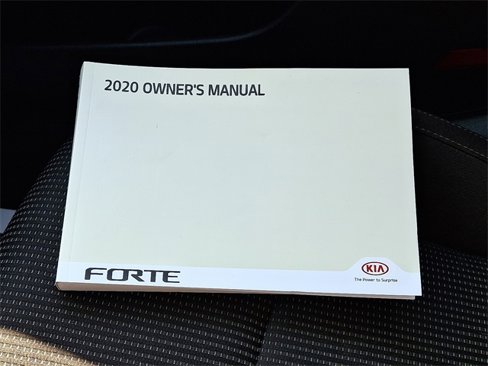 2020 OWNER'S MANUAL
FORTE
KIA
The Power to Surprise